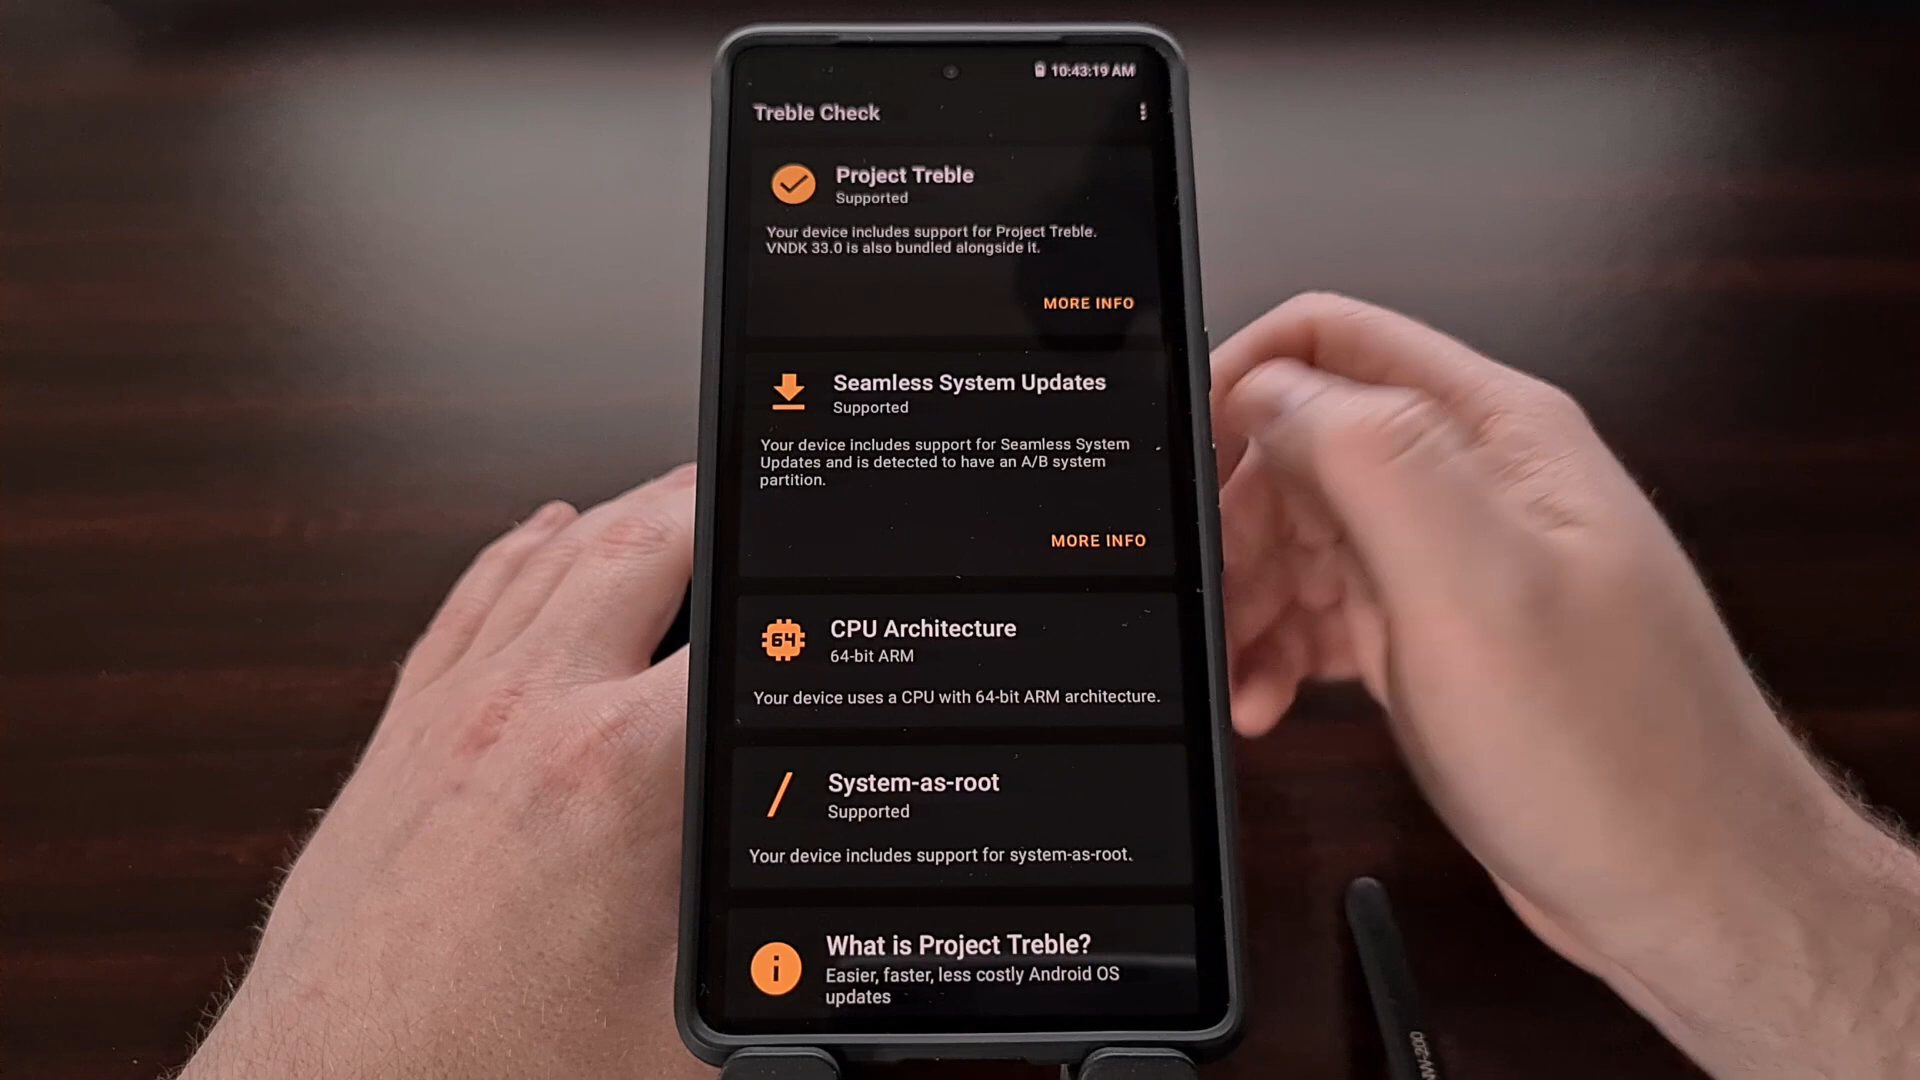 10:43:19 AM
Treble Check
Project Treble
Supported
Your device includes support for Project Treble.
VNDK 33.0 is also bundled alongside it.
MORE INFO
Seamless System Updates
Supported
Your device includes support for Seamless System
Updates and is detected to have an A/B system
partition.
MORE INFO
64
CPU Architecture
64-bit ARM
Your device uses a CPU with 64-bit ARM architecture.
System-as-root
Supported
Your device includes support for system-as-root.
What is Project Treble?
Easier, faster, less costly Android OS
updates